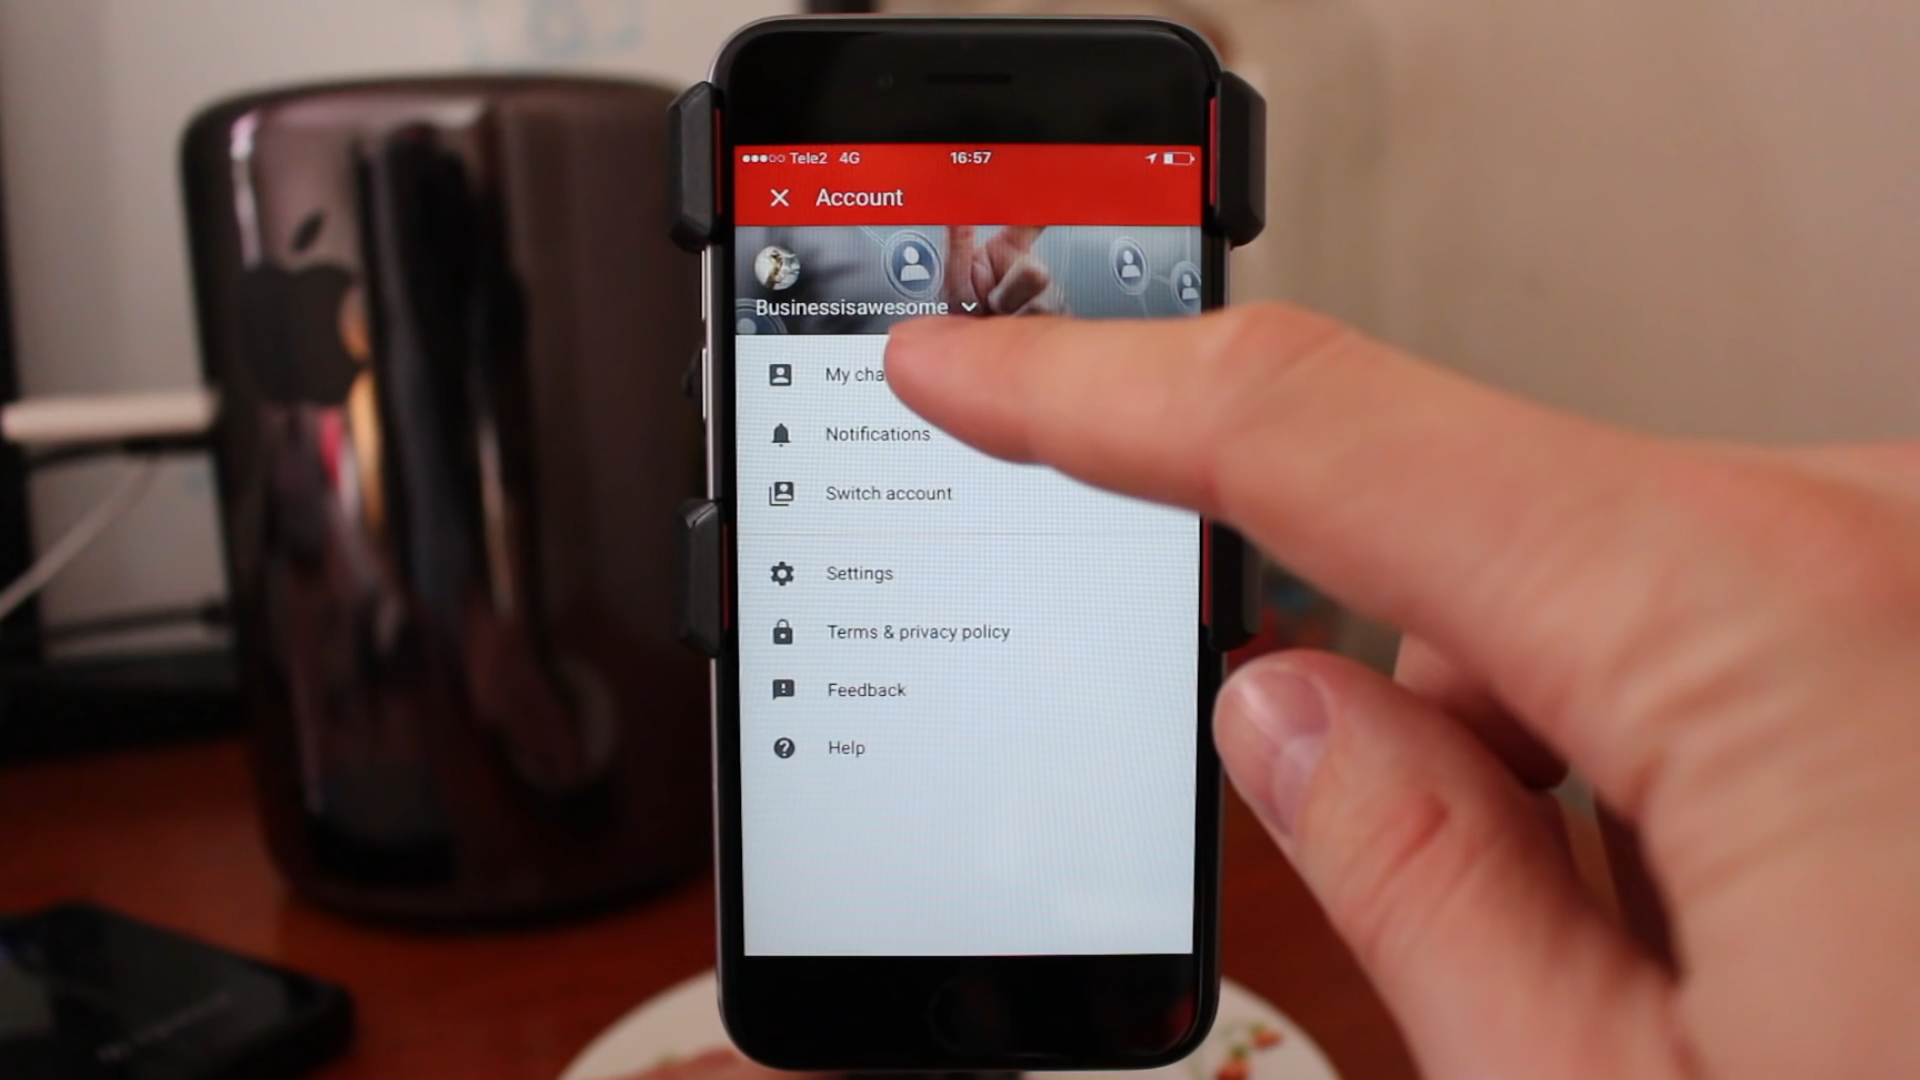 Tele2 4G 16:57
Account
Businessisawesome
My cha
Notifications
Switch account
Settings
Terms & privacy policy
Feedback
Help